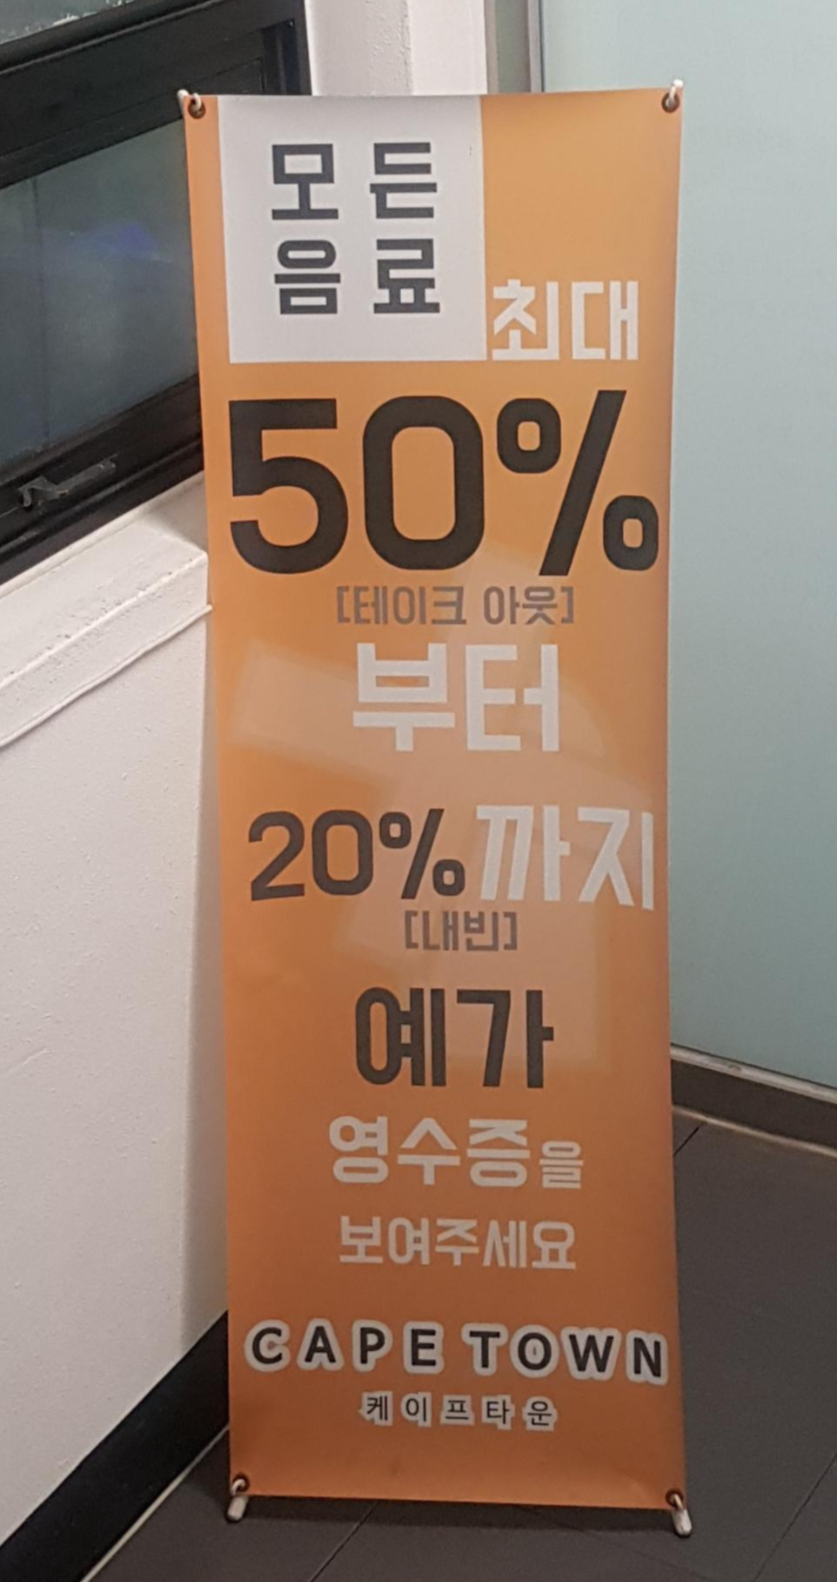 모든
음료
최대
50%
[테이크 아웃]
부터
20%까지
[내빈]
예가
영수증을
보여주세요
CAPE TOWN
케이프타운